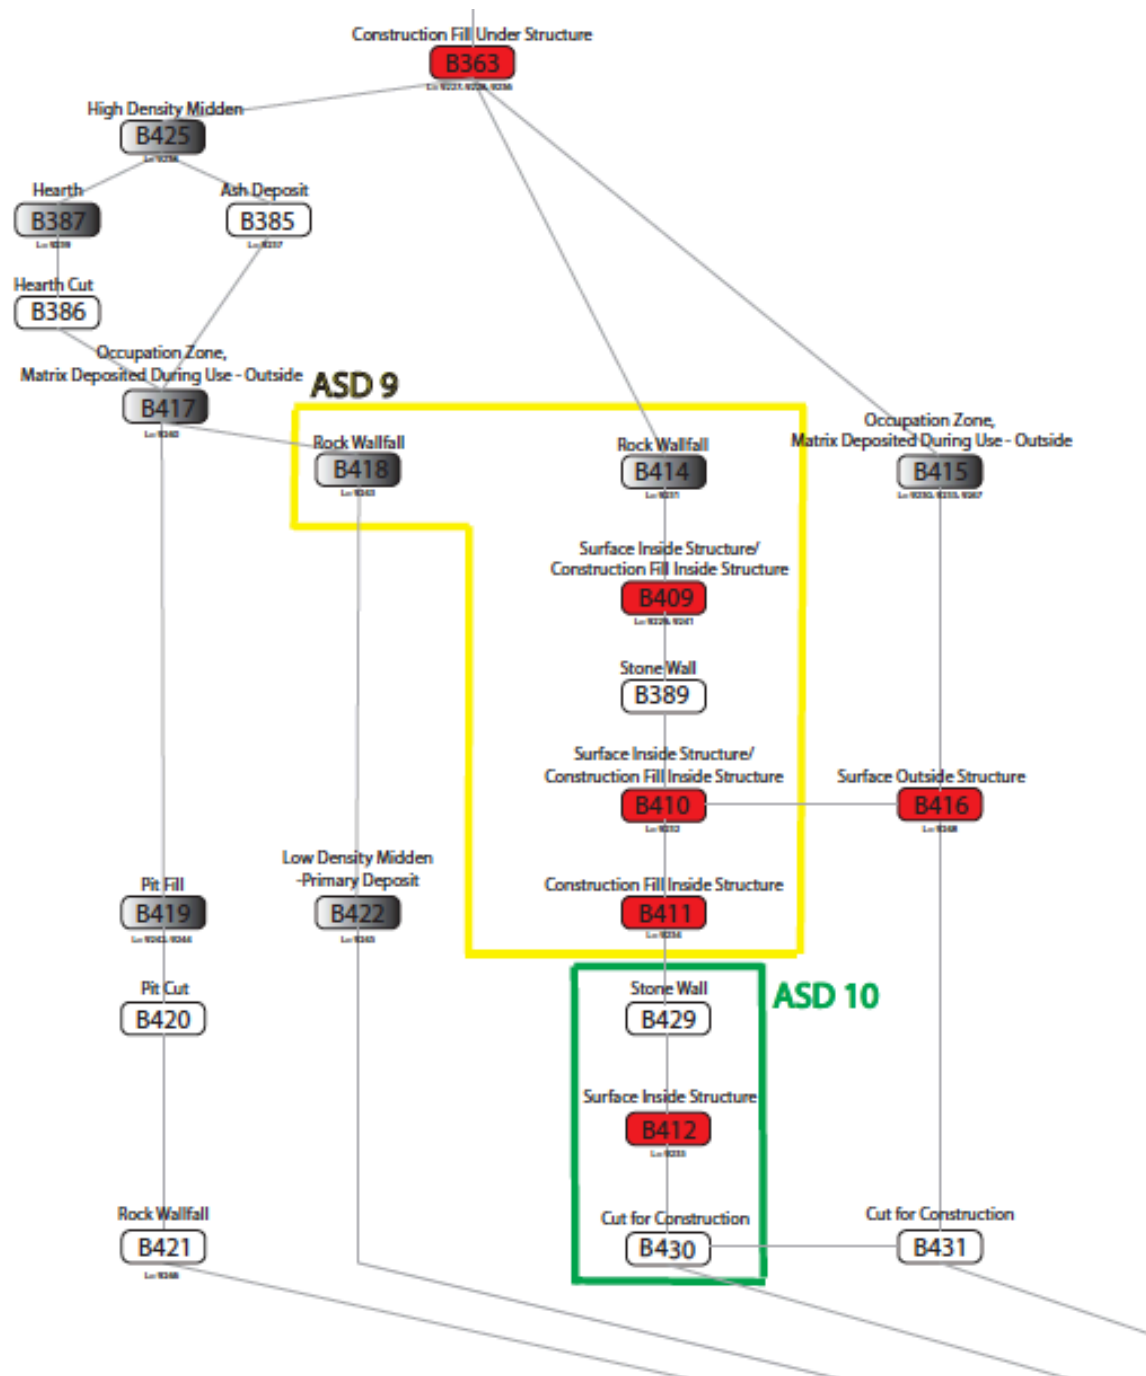 Construction Fill Under Structure
B363
High Density Midden
B425
Hearth
Ash Deposit
B387
B385
Hearth Cut
B386
Occupation Zone,
Matrix Deposited During Use - Outside
ASD 9
B417
Rock Wallfall
B418
Rock Wallfall
B414
Occupation Zone,
Matrix Deposited During Use - Outside
B415
Surface Inside Structure/
Construction Fill Inside Structure
B409
Stone Wall
B389
Surface Inside Structure/
Construction Fill Inside Structure
B410
Surface Outside Structure
B416
Low Density Midden
-Primary Deposit
B422
Pit Fill
B419
Construction Fill Inside Structure
B411
Pit Cut
B420
Stone Wall
B429
ASD 10
Surface Inside Structure
B412
Rock Wallfall
B421
Cut for Construction
B430
Cut for Construction
B431